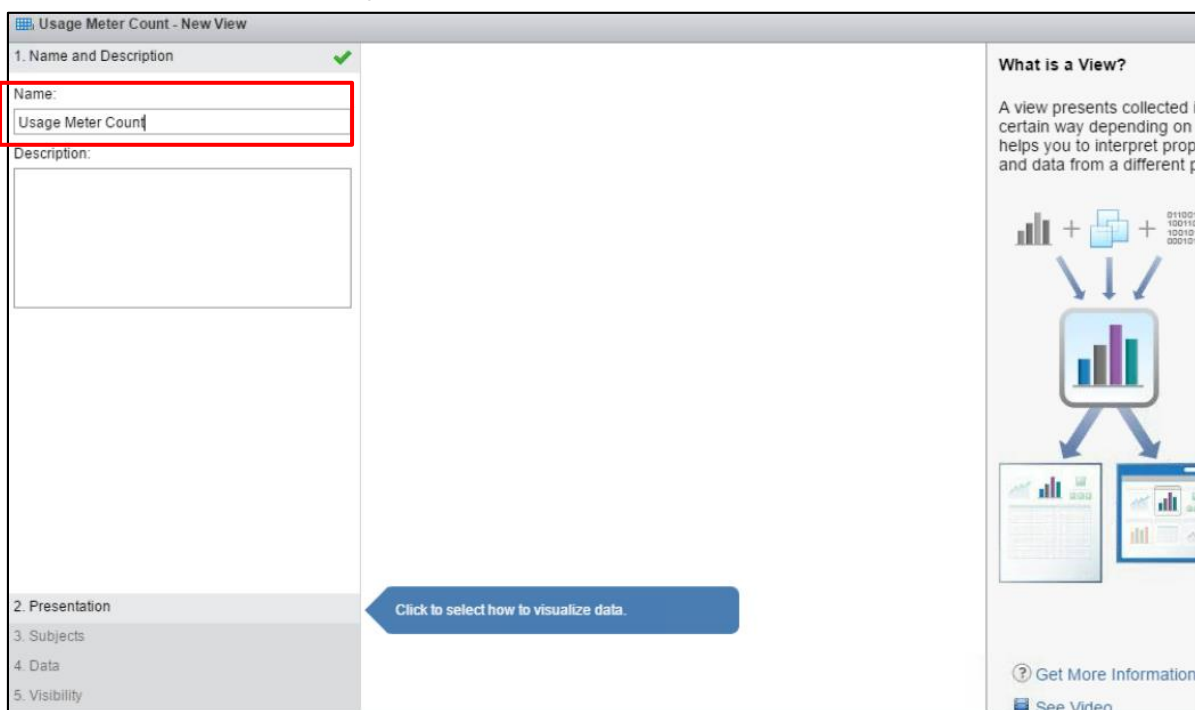 Usage Meter Count - New View
1. Name and Description
Name:
Usage Meter Count
Description:
2. Presentation
3. Subjects
4. Data
5. Visibility
Click to select how to visualize data.
What is a View?
A view presents collected
certain way depending on
helps you to interpret prop
and data from a different p
Get More Information
See Video